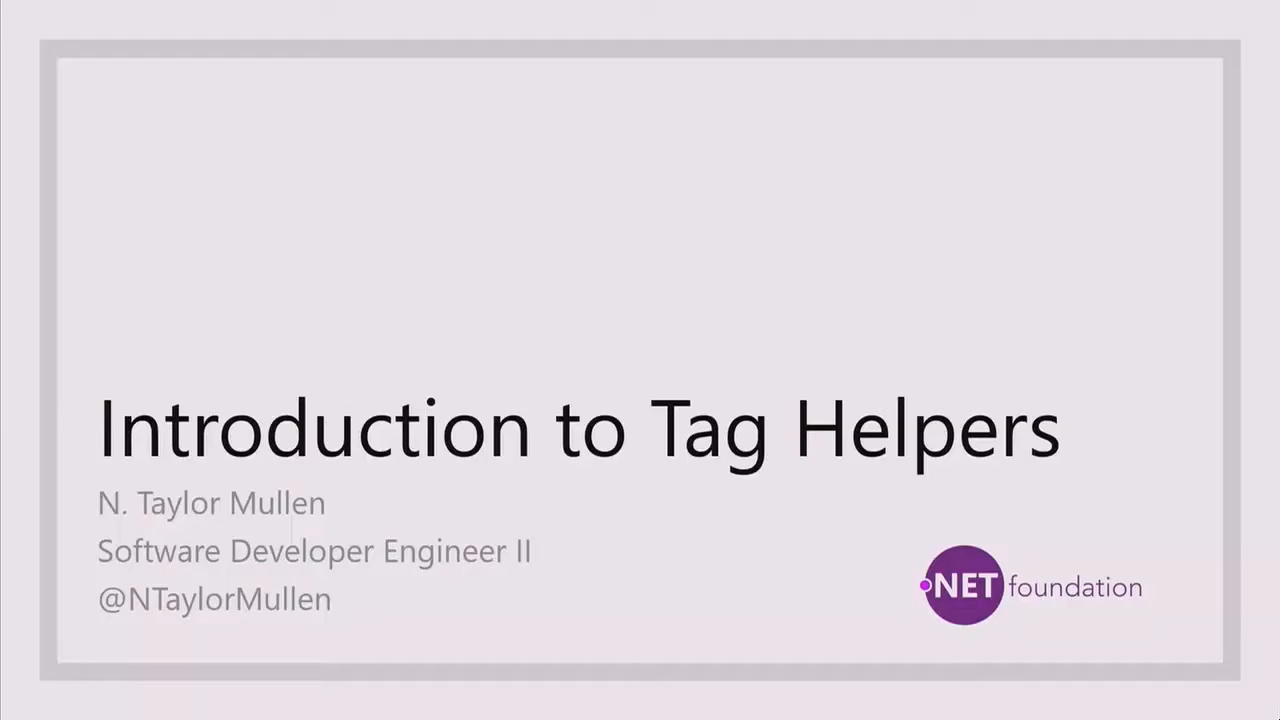 Introduction to Tag Helpers
N. Taylor Mullen
Software Developer Engineer II
@NTaylorMullen
.NET foundation